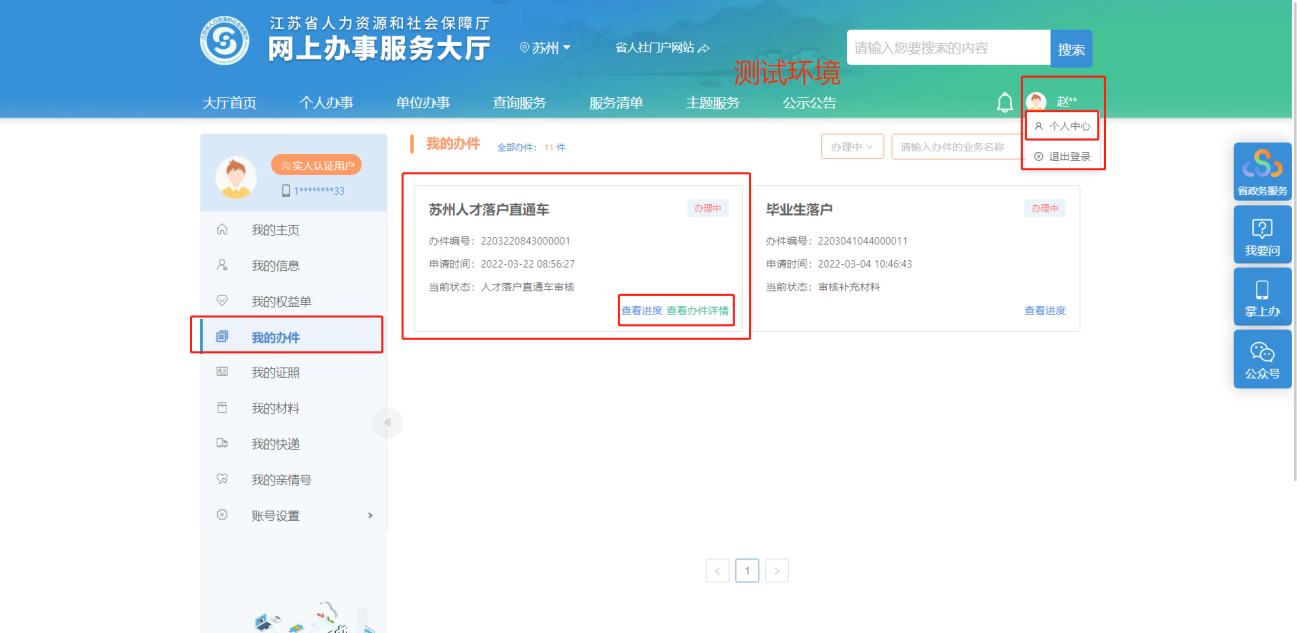 江苏省人力资源和社会保障厅
网上办事服务大厅
苏州
省人社门户网站
请输入您要搜索的内容
搜索
测试环境
大厅首页 个人办事 单位办事 查询服务 服务清单 主题服务 公示公告
赵**
个人中心
退出登录
实人认证用户
1********33
我的主页
我的信息
我的权益单
我的办件
我的证照
我的材料
我的快递
我的亲情号
账号设置
我的办件 全部办件: 11 件
办理中
请输入办件的业务名称
苏州人才落户直通车 办理中
办件编号: 2203220843000001
申请时间: 2022-03-22 08:56:27
当前状态: 人才落户直通车审核
查看进度 查看办件详情
毕业生落户 办理中
办件编号: 2203041044000011
申请时间: 2022-03-04 10:46:43
当前状态: 审核补充材料
查看进度
< 1 >
省政务服务
我要问
掌上办
公众号